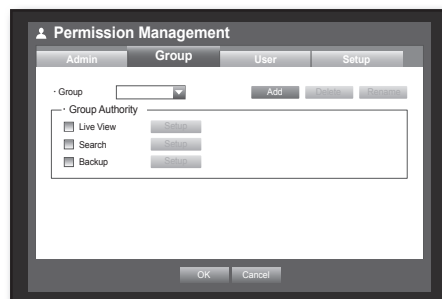 Permission Management
Admin Group User Setup
· Group Add Delete Rename
· Group Authority
Live View Setup
Search Setup
Backup Setup
OK Cancel